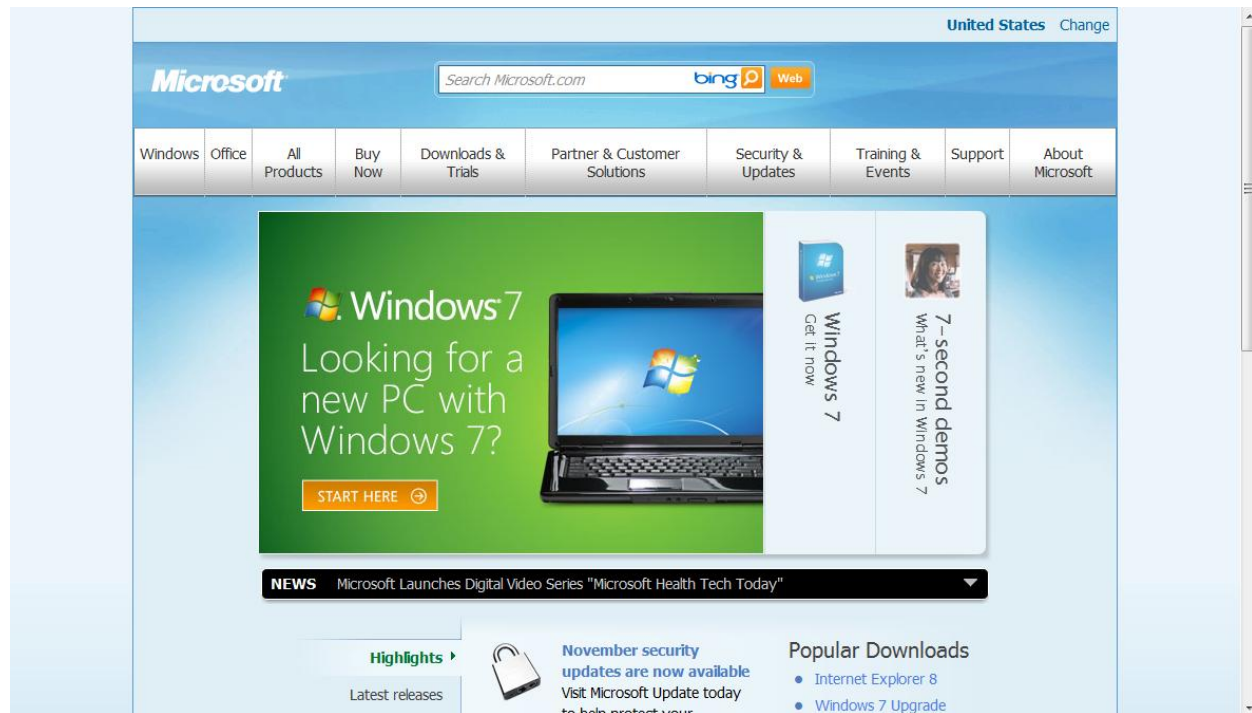 United States Change
Microsoft
Search Microsoft.com bing Web
Windows Office All Products Buy Now Downloads & Trials Partner & Customer Solutions Security & Updates Training & Events Support About Microsoft
Windows 7
Looking for a
new PC with
Windows 7?
START HERE
Windows 7
Get it now
7-second demos
What's new in Windows 7
NEWS Microsoft Launches Digital Video Series "Microsoft Health Tech Today"
Highlights
Latest releases
November security
updates are now available
Visit Microsoft Update today
to help protect your
Popular Downloads
Internet Explorer 8
Windows 7 Upgrade